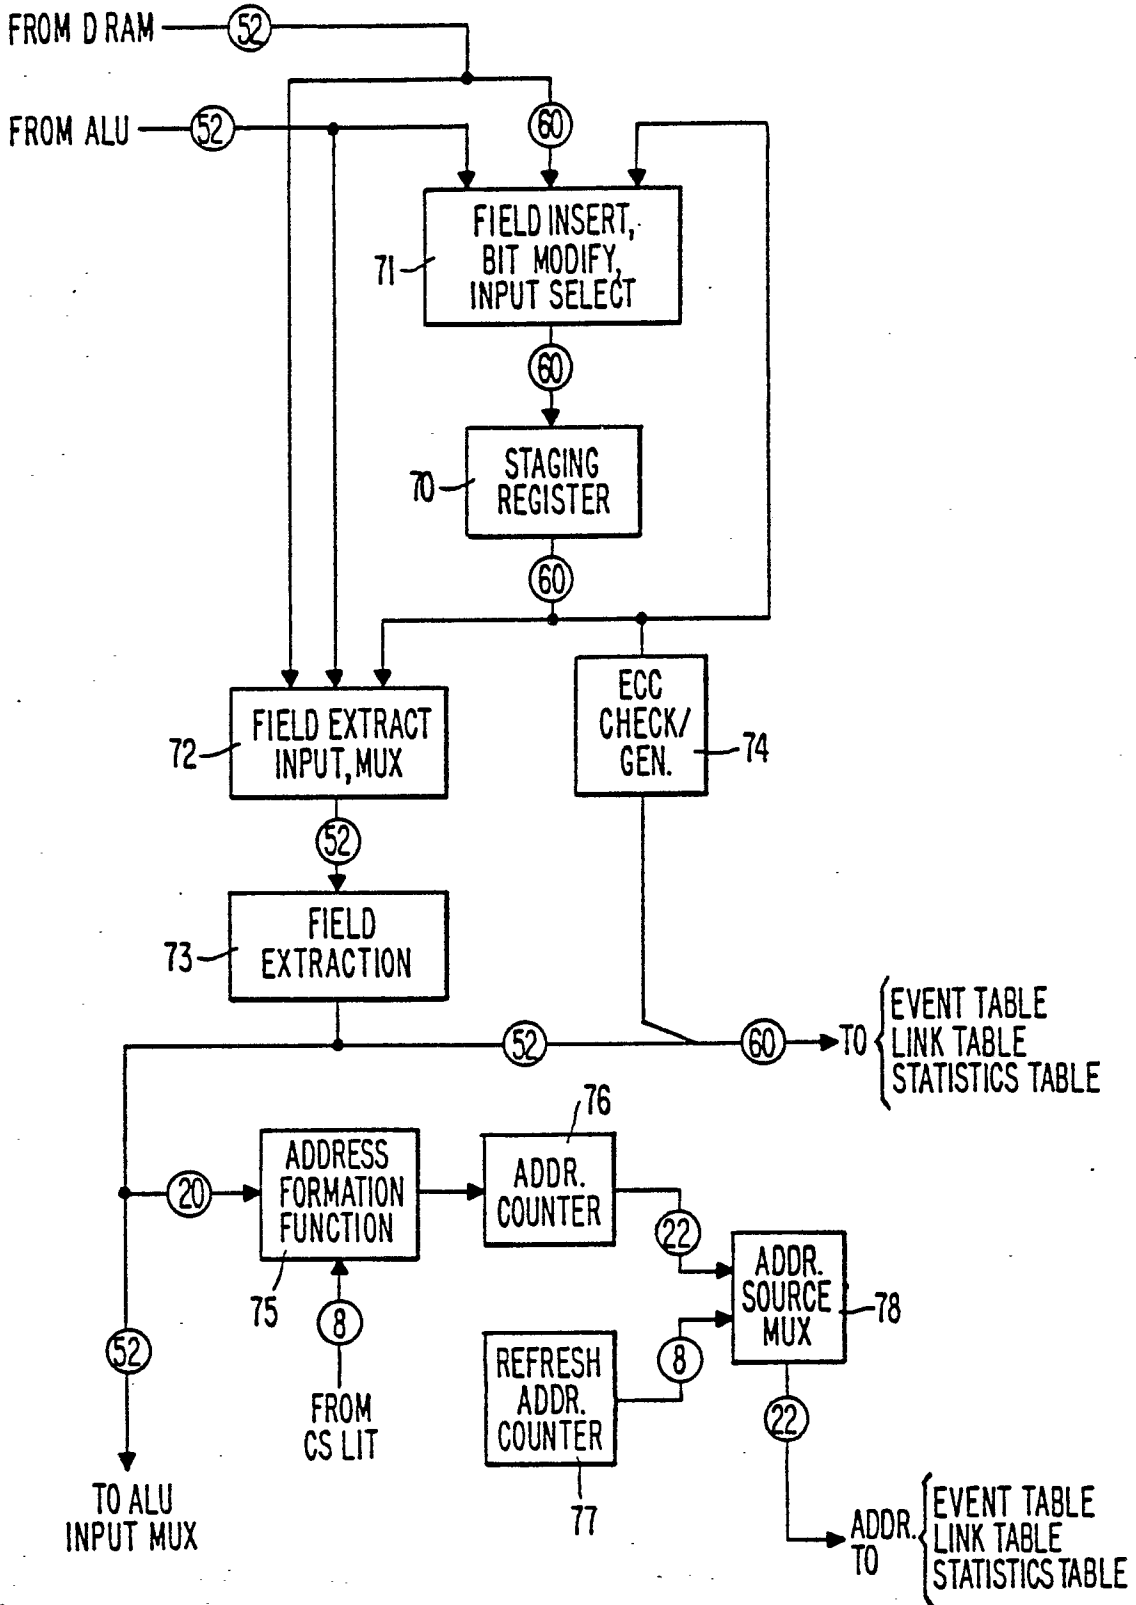 FROM D RAM
52
FROM ALU
52
60
FIELD INSERT,
BIT MODIFY,
INPUT SELECT
71
60
STAGING
REGISTER
70
60
FIELD EXTRACT
INPUT, MUX
72
ECC
CHECK/
GEN.
74
52
FIELD
EXTRACTION
73
52
60
TO
EVENT TABLE
LINK TABLE
STATISTICS TABLE
20
ADDRESS
FORMATION
FUNCTION
75
76
ADDR.
COUNTER
22
8
FROM
CS LIT
REFRESH
ADDR.
COUNTER
77
8
ADDR.
SOURCE
MUX
78
22
52
TO ALU
INPUT MUX
ADDR.
TO
EVENT TABLE
LINK TABLE
STATISTICS TABLE